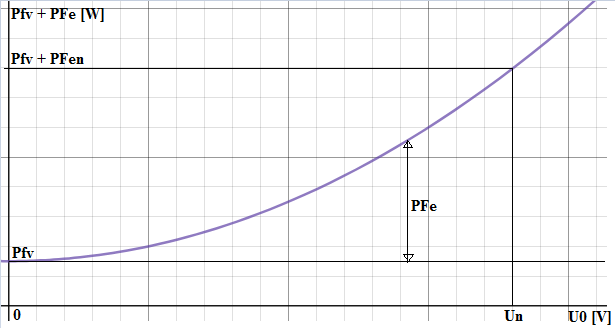 Pfv + PFe [W]
Pfv + PFen
PFe
Pfv
0
Un
U0 [V]